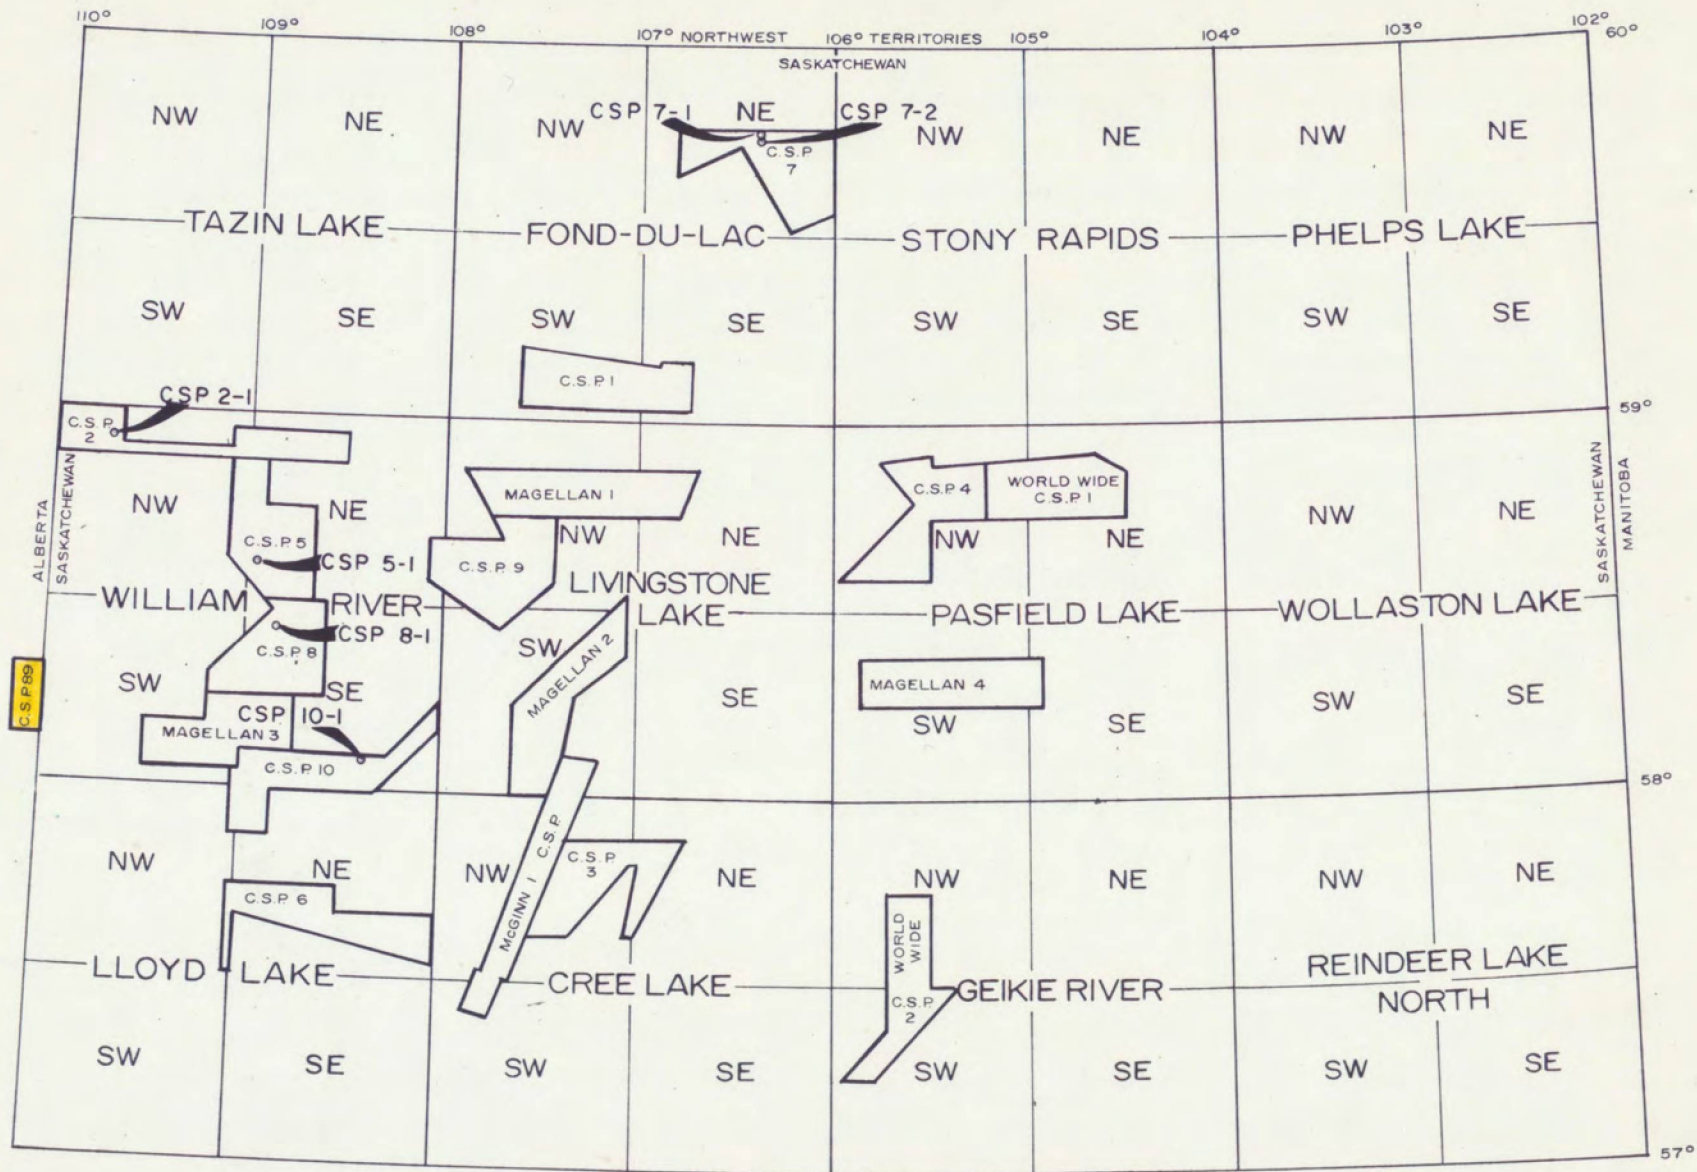 110°
109°
108°
107° NORTHWEST 106° TERRITORIES 105°
104°
103°
102°
60°
SASKATCHEWAN
NW
NE
NW
CSP 7-1
NE
CSP 7-2
NW
NE
NW
NE
C.S.P.
7
TAZIN LAKE
FOND-DU-LAC
STONY RAPIDS
PHELPS LAKE
SW
SE
SW
SE
SW
SE
SW
SE
C.S.P. 1
CSP 2-1
C.S.P.
2
59°
ALBERTA
SASKATCHEWAN
NW
NE
C.S.P. 5
CSP 5-1
MAGELLAN 1
NW
NE
C.S.P. 9
C.S.P. 4
WORLD WIDE
C.S.P. 1
NW
NE
NW
NE
SASKATCHEWAN
MANITOBA
WILLIAM RIVER
LIVINGSTONE
LAKE
PASFIELD LAKE
WOLLASTON LAKE
CSP 8-1
C.S.P. 8
SW
SE
C.S.P.89
CSP 10-1
MAGELLAN 3
C.S.P. 10
SW
MAGELLAN 2
SE
MAGELLAN 4
SW
SE
SW
SE
58°
NW
NE
C.S.P. 6
NW
McGINN 1 C.S.P.
C.S.P.
3
NE
NW
NE
NW
NE
WORLD
WIDE
C.S.P.
2
LLOYD LAKE
CREE LAKE
GEIKIE RIVER
REINDEER LAKE
NORTH
SW
SE
SW
SE
SW
SE
SW
SE
57°